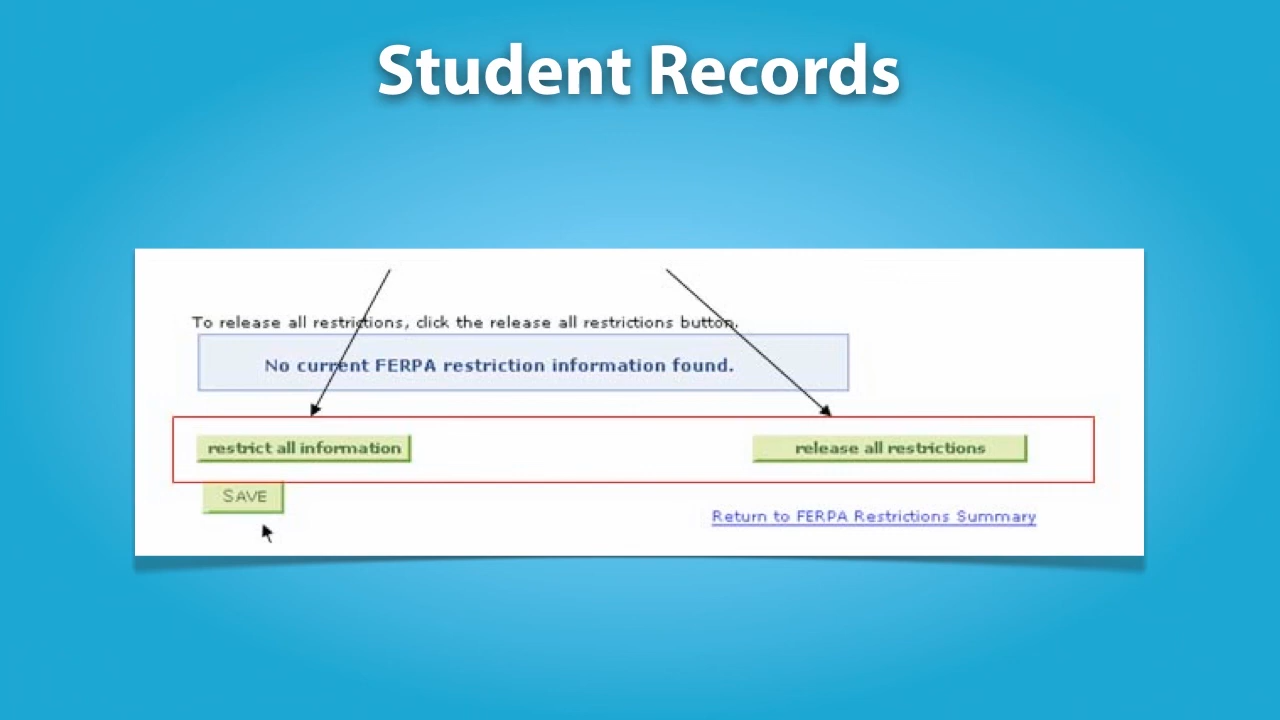 Student Records
To release all restrictions, click the release all restrictions button.
No current FERPA restriction information found.
restrict all information
release all restrictions
SAVE
Return to FERPA Restrictions Summary